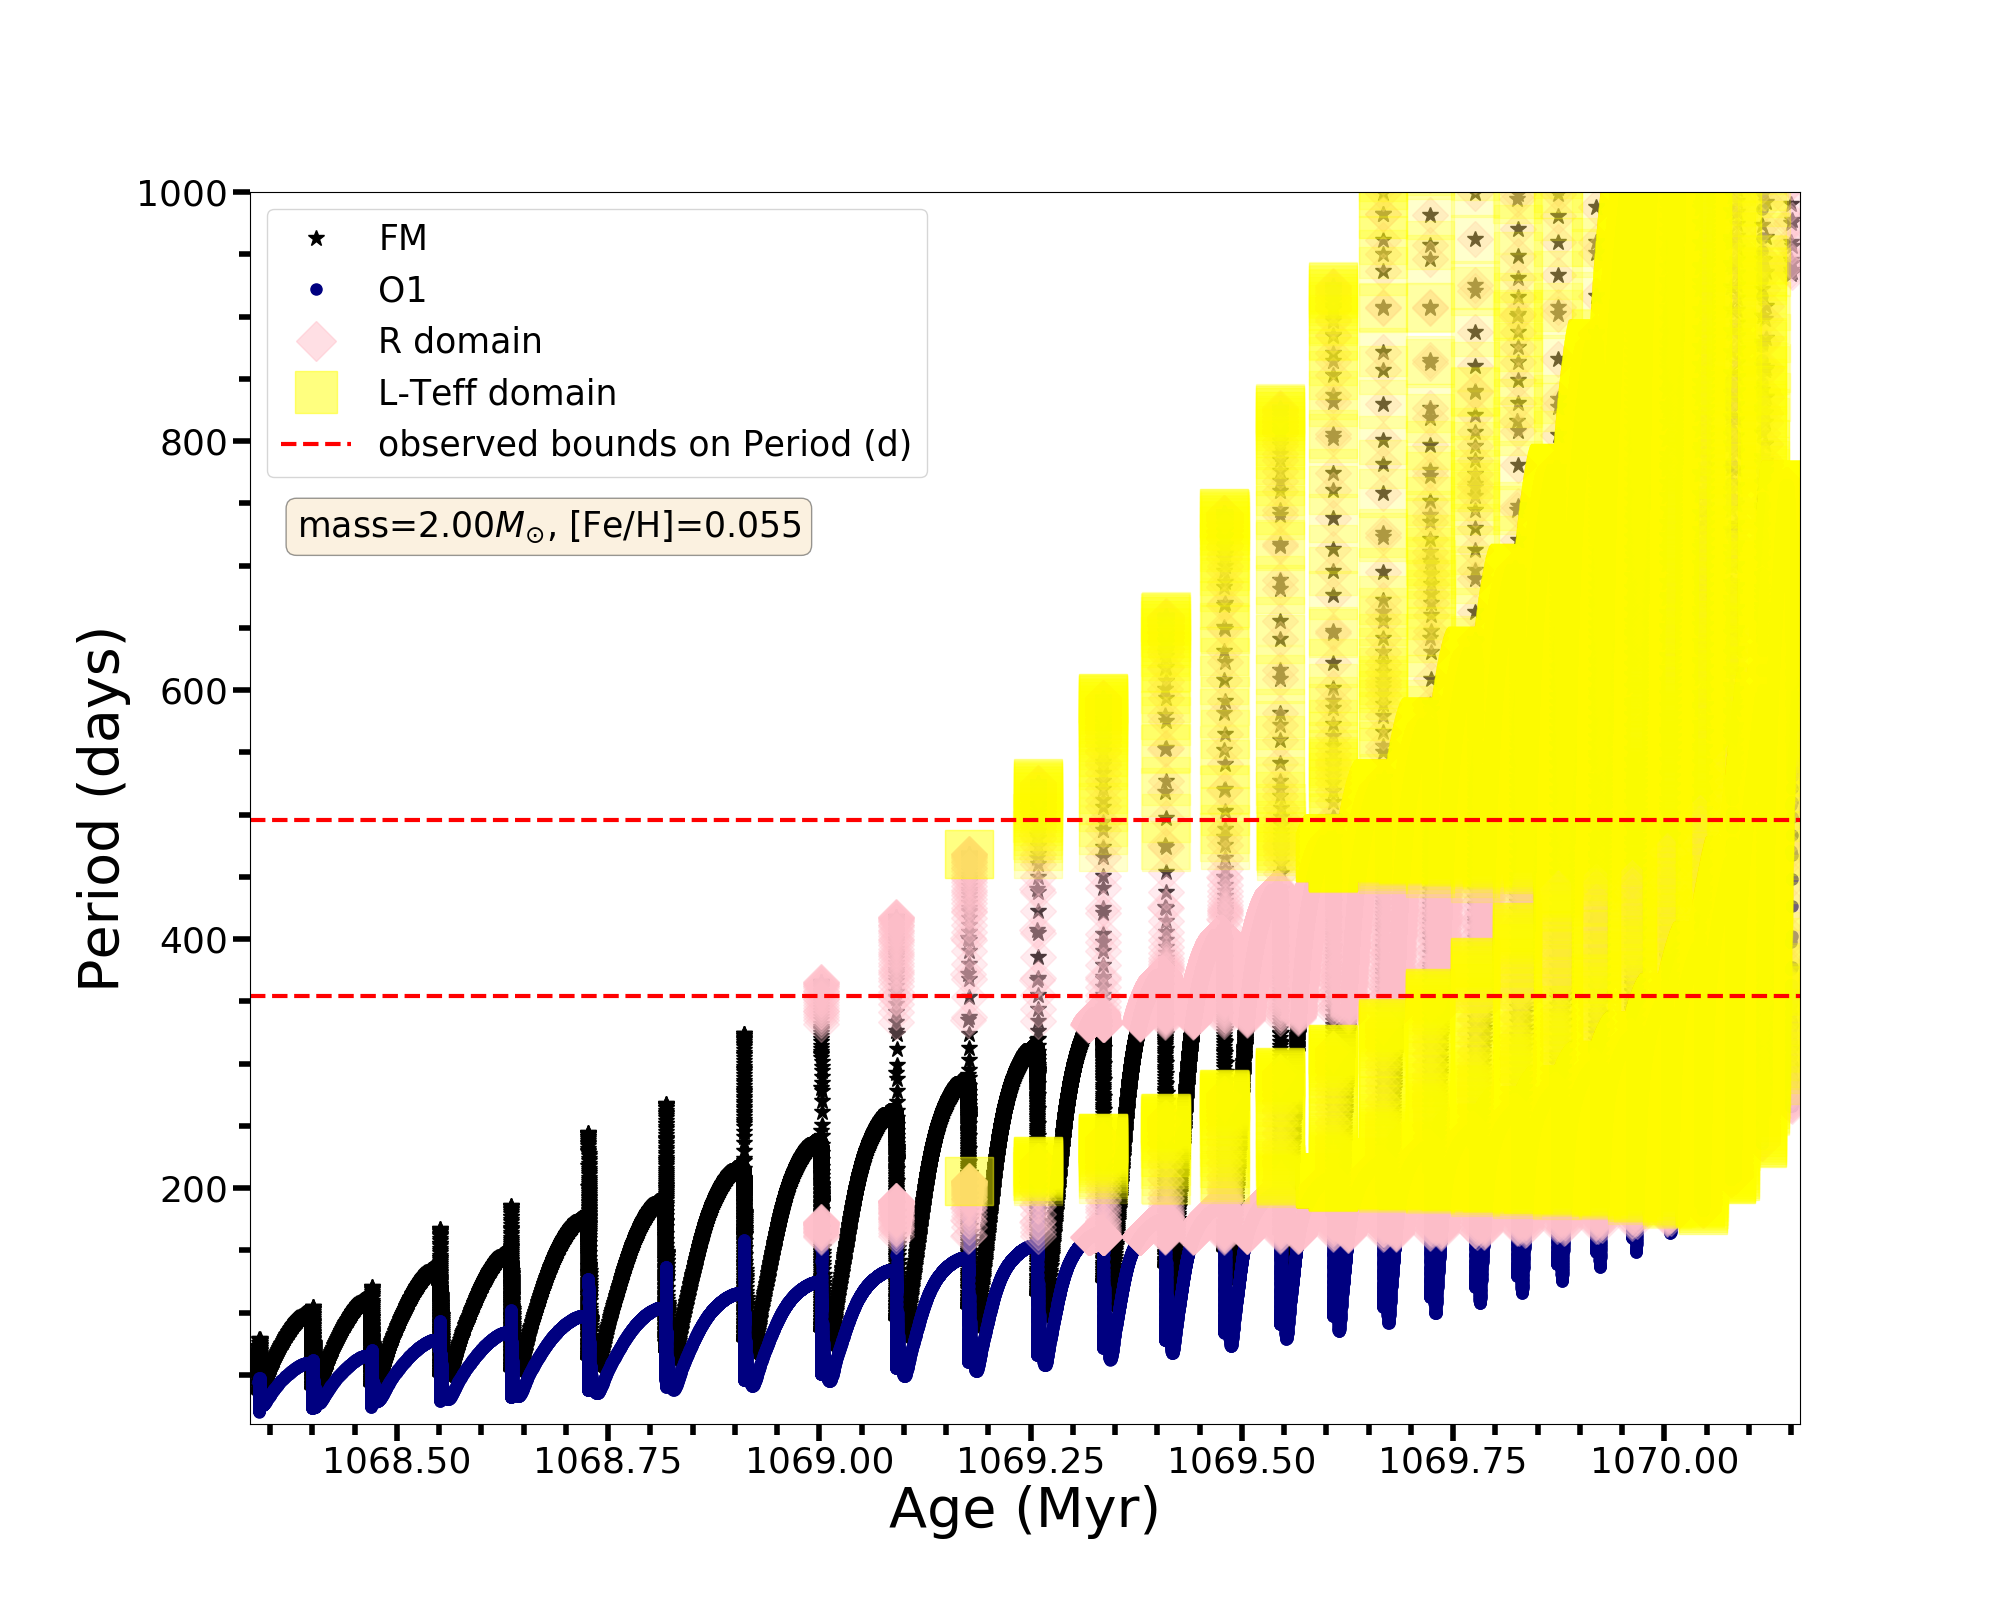 1000
800
600
400
200
Period (days)
FM
O1
R domain
L-Teff domain
observed bounds on Period (d)
mass=2.00M⊙, [Fe/H]=0.055
1068.50 1068.75 1069.00 1069.25 1069.50 1069.75 1070.00
Age (Myr)